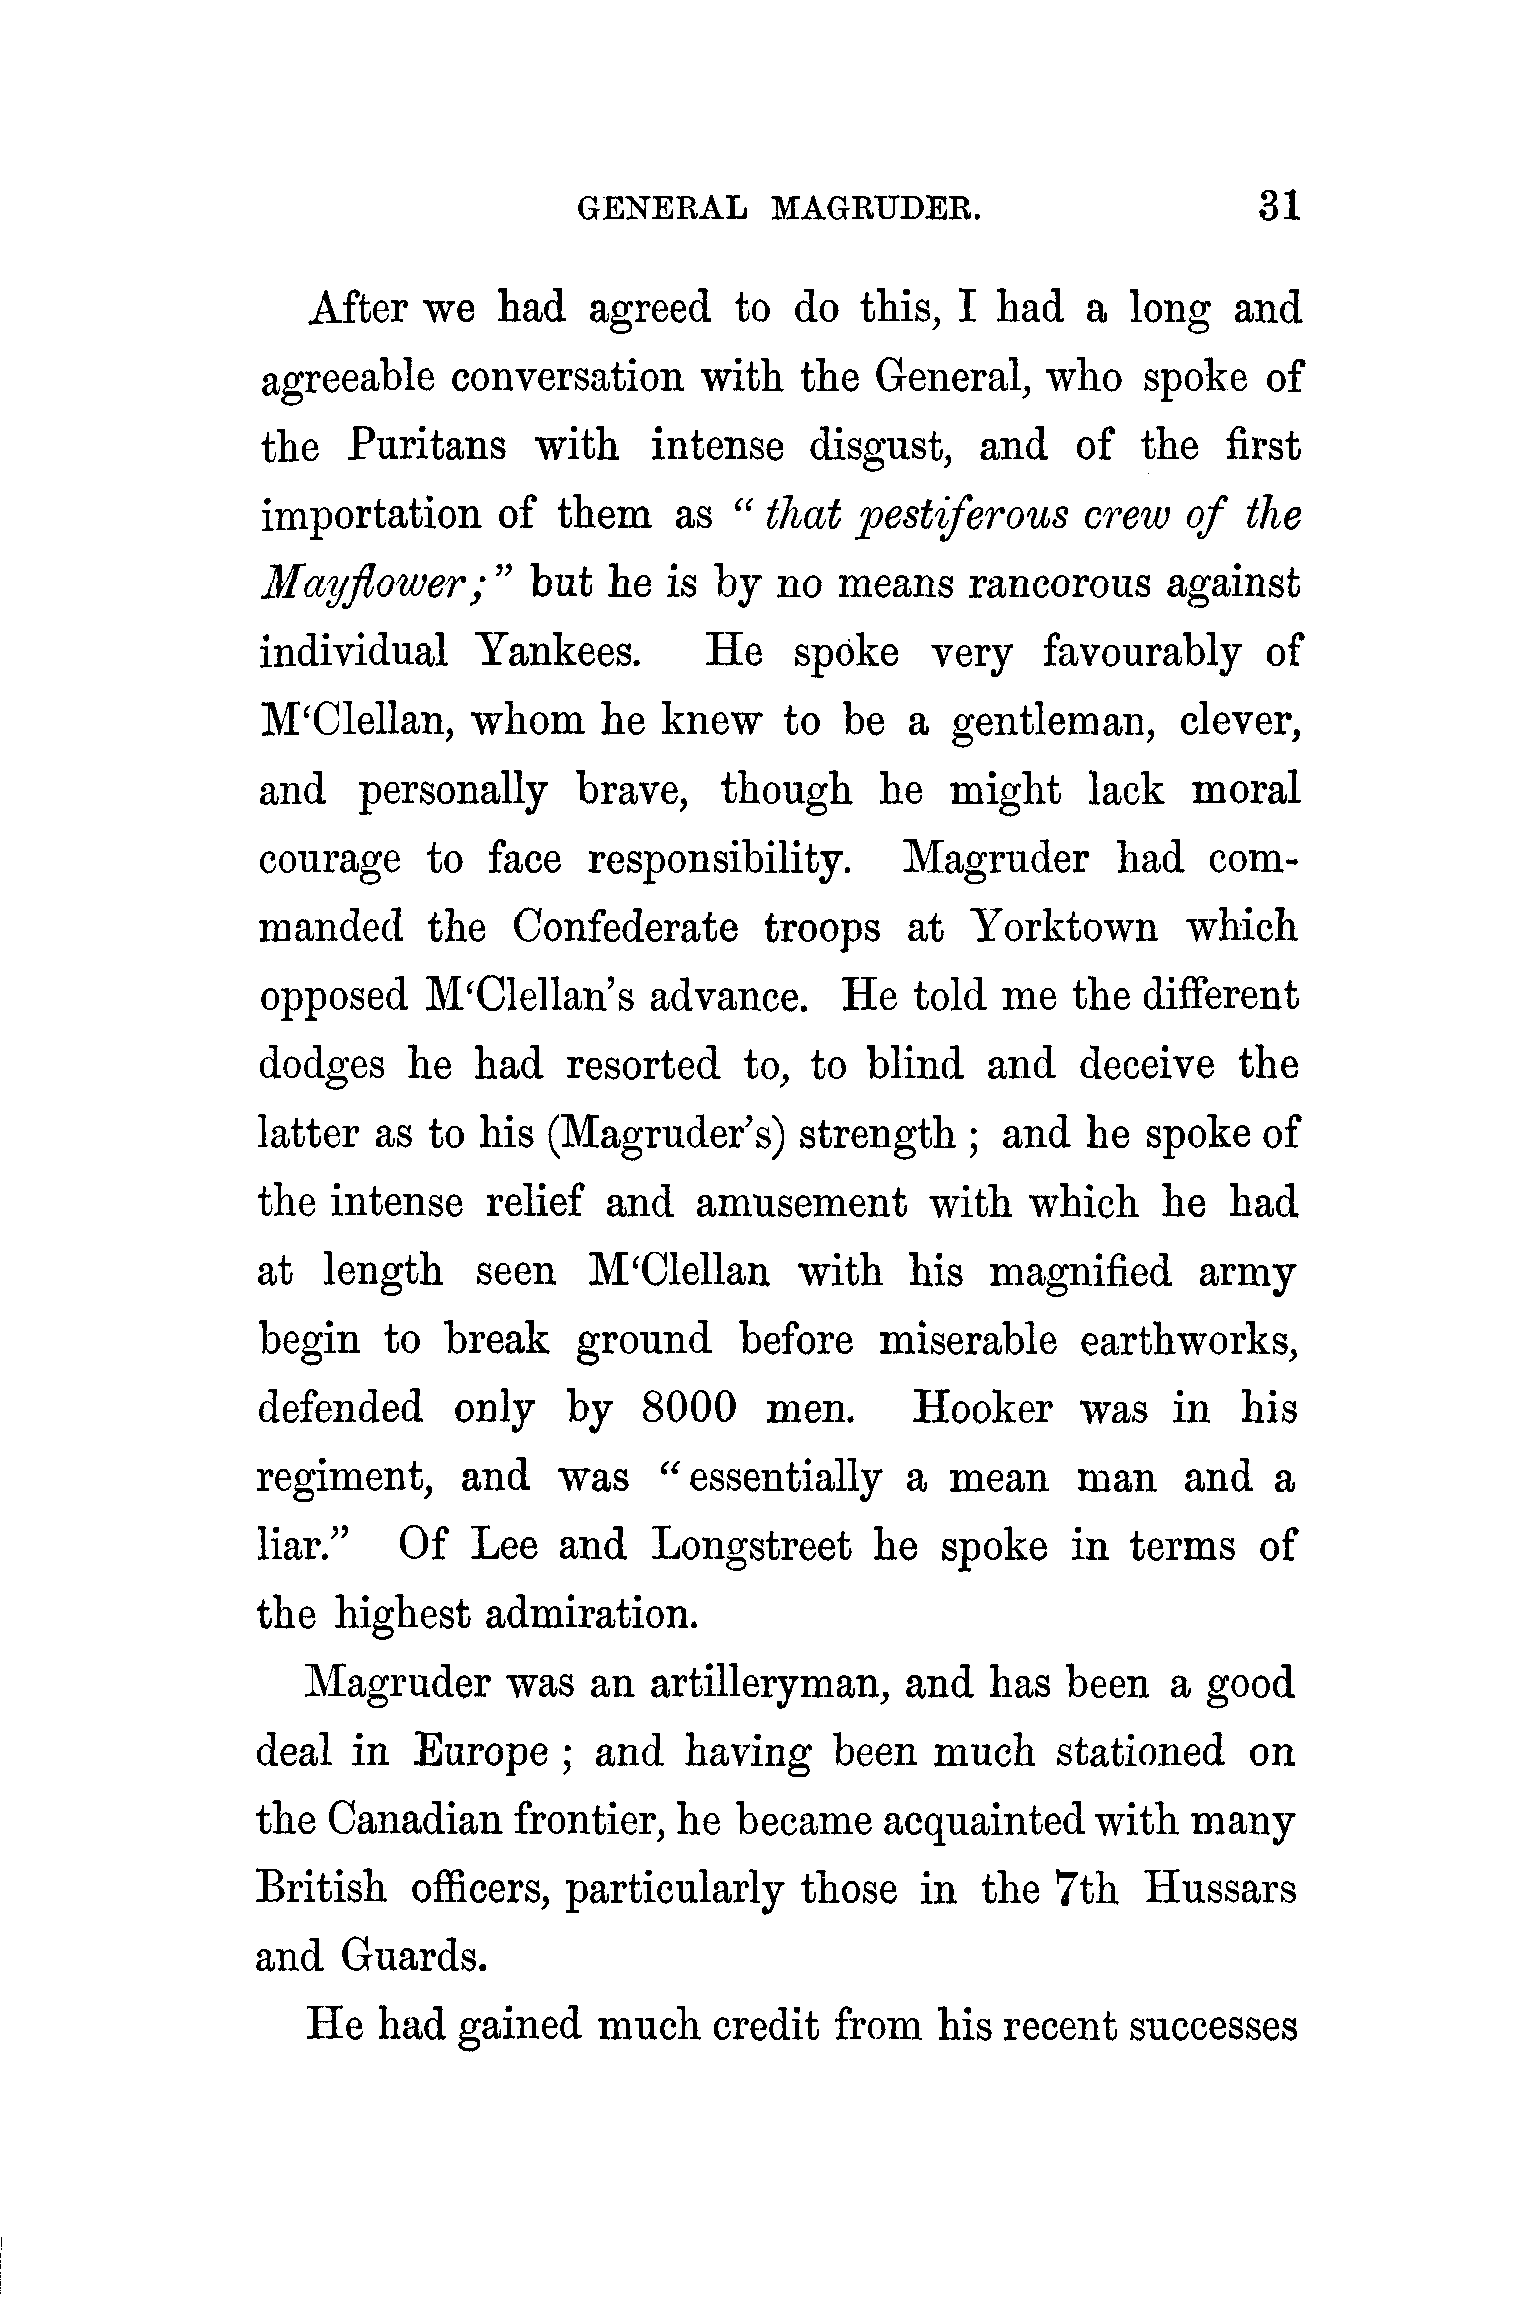 GENERAL MAGRUDER. 31
After we had agreed to do this, I had a long and
agreeable conversation with the General, who spoke of
the Puritans with intense disgust, and of the first
importation of them as “ that pestiferous crew of the
Mayflower; ” but he is by no means rancorous against
individual Yankees. He spoke very favourably of
M‘Clellan, whom he knew to be a gentleman, clever,
and personally brave, though he might lack moral
courage to face responsibility. Magruder had com-
manded the Confederate troops at Yorktown which
opposed M‘Clellan’s advance. He told me the different
dodges he had resorted to, to blind and deceive the
latter as to his (Magruder’s) strength ; and he spoke of
the intense relief and amusement with which he had
at length seen M‘Clellan with his magnified army
begin to break ground before miserable earthworks,
defended only by 8000 men. Hooker was in his
regiment, and was “ essentially a mean man and a
liar.” Of Lee and Longstreet he spoke in terms of
the highest admiration.
Magruder was an artilleryman, and has been a good
deal in Europe ; and having been much stationed on
the Canadian frontier, he became acquainted with many
British officers, particularly those in the 7th Hussars
and Guards.
He had gained much credit from his recent successes